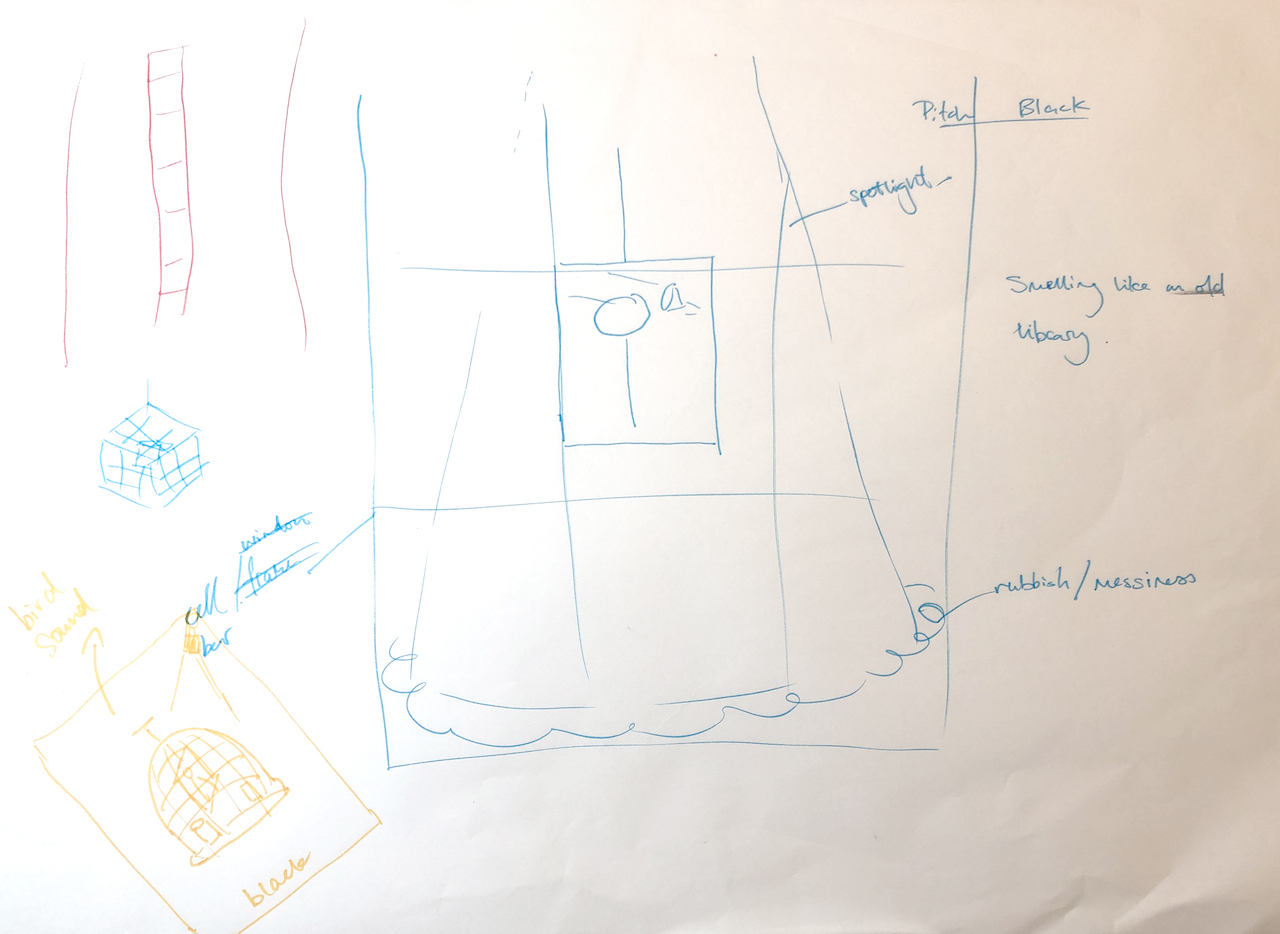 Pitch Black
spotlight
Smelling like an old
library.
window
cell / frame
bar
rubbish / messiness
bird
sound
black